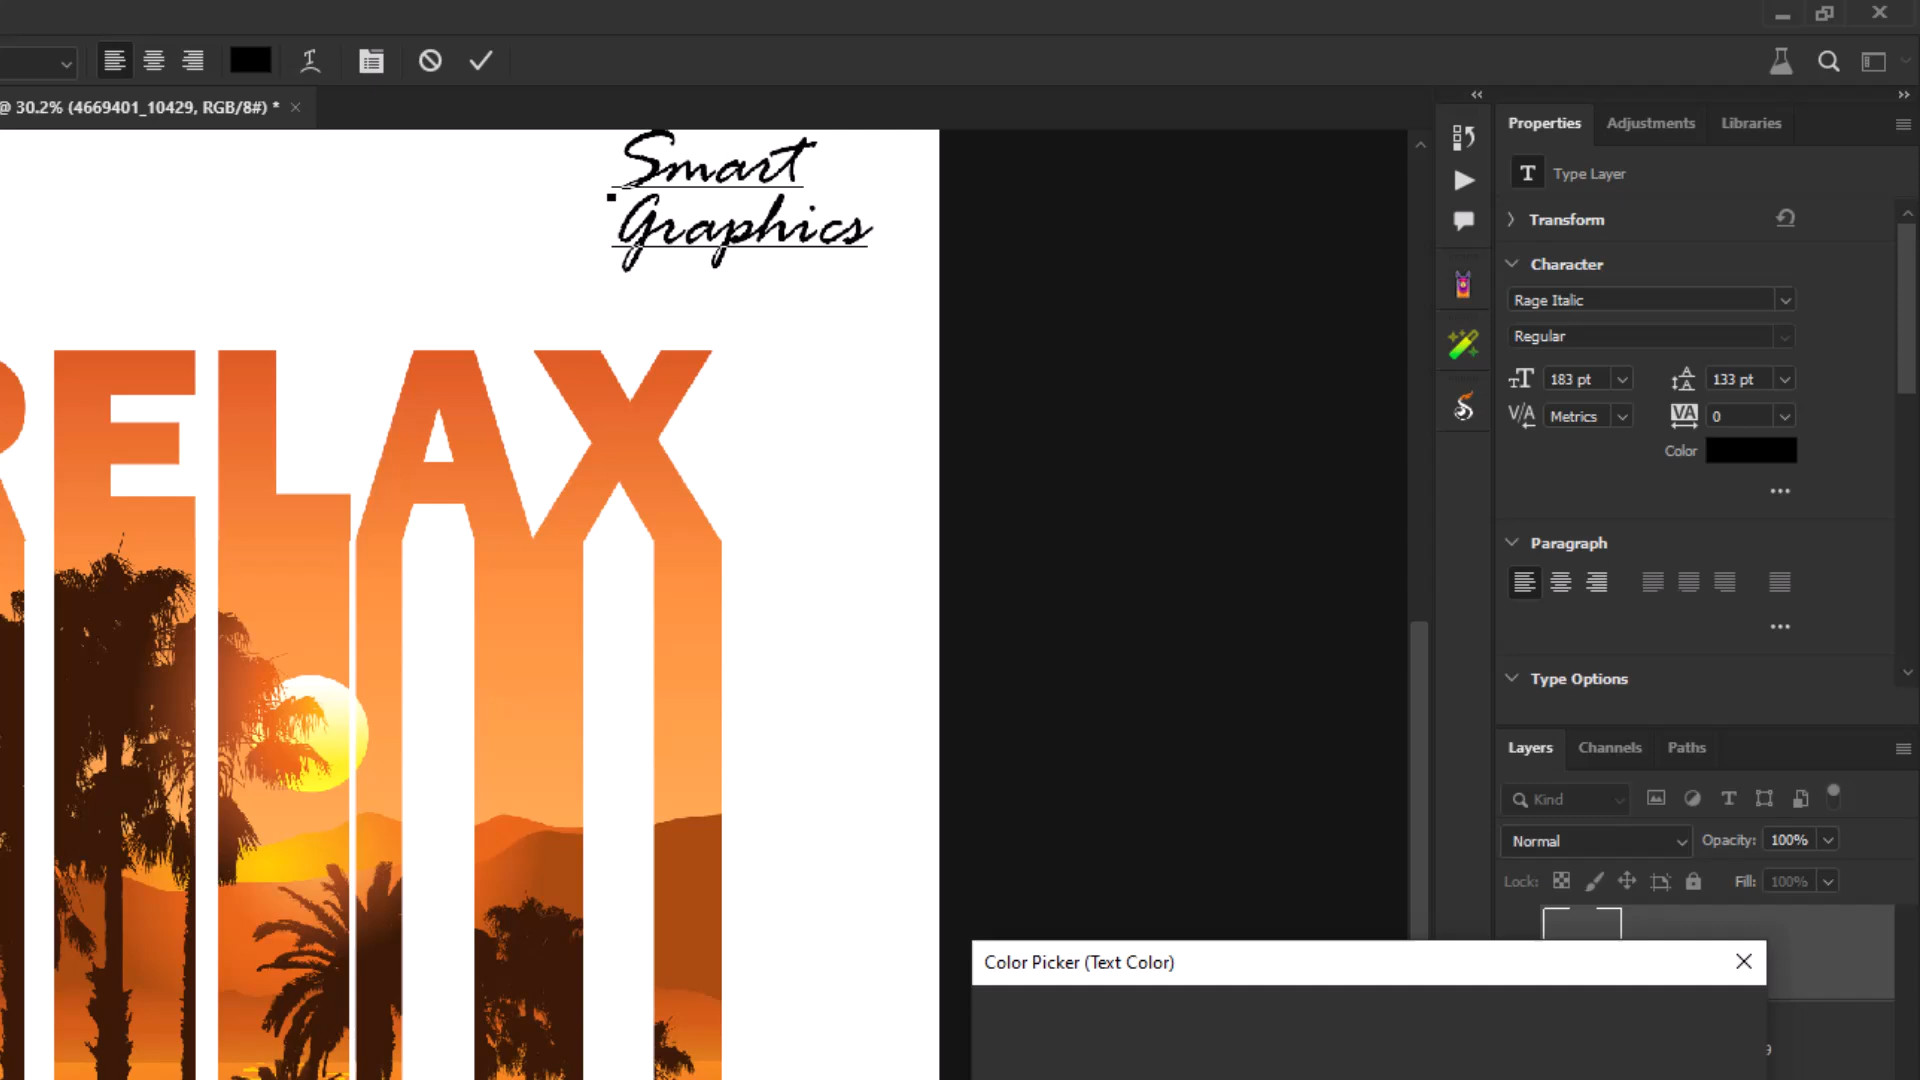 @ 30.2% (4669401_10429, RGB/8#) *
Smart
Graphics
RELAX
Properties
Adjustments
Libraries
T
Type Layer
Transform
Character
Rage Italic
Regular
183 pt
133 pt
Metrics
0
Color
Paragraph
Type Options
Layers
Channels
Paths
Kind
Normal
Opacity: 100%
Lock:
Fill: 100%
Color Picker (Text Color)